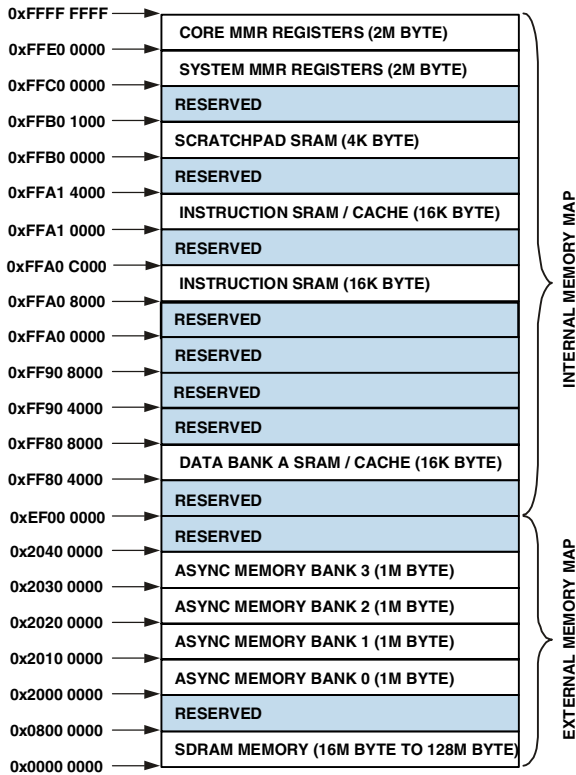 0xFFFF FFFF
CORE MMR REGISTERS (2M BYTE)
0xFFE0 0000
SYSTEM MMR REGISTERS (2M BYTE)
0xFFC0 0000
RESERVED
0xFFB0 1000
SCRATCHPAD SRAM (4K BYTE)
0xFFB0 0000
RESERVED
0xFFA1 4000
INSTRUCTION SRAM / CACHE (16K BYTE)
0xFFA1 0000
RESERVED
0xFFA0 C000
INSTRUCTION SRAM (16K BYTE)
0xFFA0 8000
RESERVED
0xFFA0 0000
RESERVED
0xFF90 8000
RESERVED
0xFF90 4000
RESERVED
0xFF80 8000
DATA BANK A SRAM / CACHE (16K BYTE)
0xFF80 4000
RESERVED
0xEF00 0000
RESERVED
0x2040 0000
ASYNC MEMORY BANK 3 (1M BYTE)
0x2030 0000
ASYNC MEMORY BANK 2 (1M BYTE)
0x2020 0000
ASYNC MEMORY BANK 1 (1M BYTE)
0x2010 0000
ASYNC MEMORY BANK 0 (1M BYTE)
0x2000 0000
RESERVED
0x0800 0000
SDRAM MEMORY (16M BYTE TO 128M BYTE)
0x0000 0000
INTERNAL MEMORY MAP
EXTERNAL MEMORY MAP